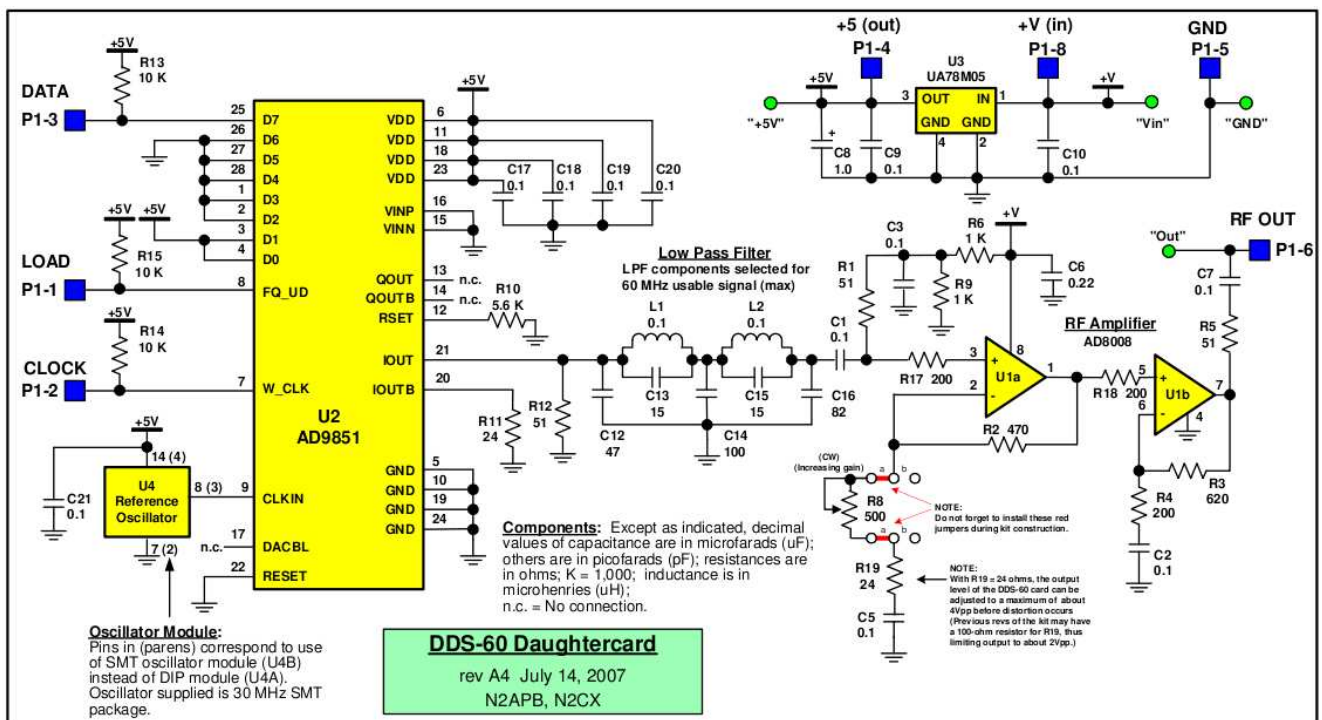 +5V
R13
10 K
DATA
P1-3
+5V
+5V
R15
10 K
LOAD
P1-1
+5V
R14
10 K
CLOCK
P1-2
+5V
14 (4)
U4
Reference
Oscillator
8 (3)
C21
0.1
7 (2)
n.c.
25
26
27
28
1
2
3
4
8
7
9
17
22
D7
D6
D5
D4
D3
D2
D1
D0
FQ_UD
W_CLK
CLKIN
DACBL
RESET
U2
AD9851
VDD
VDD
VDD
VDD
VINP
VINN
QOUT
QOUTB
RSET
IOUT
IOUTB
GND
GND
GND
GND
6
11
18
23
16
15
13
14
12
21
20
5
10
19
24
+5V
C17
0.1
C18
0.1
C19
0.1
C20
0.1
n.c.
n.c.
R10
5.6 K
R11
24
R12
51
Low Pass Filter
LPF components selected for
60 MHz usable signal (max)
L1
0.1
L2
0.1
C13
15
C15
15
C12
47
C14
100
C16
82
C1
0.1
R1
51
C3
0.1
R6
1 K
R9
1 K
+V
C6
0.22
R17 200
3
2
+
-
U1a
8
1
RF Amplifier
AD8008
R18 200
5
6
+
-
U1b
7
4
R2 470
R3
620
R4
200
C2
0.1
R5
51
C7
0.1
"Out"
RF OUT
P1-6
+5 (out)
P1-4
+V (in)
P1-8
GND
P1-5
U3
UA78M05
+5V
3
OUT
IN
1
GND
GND
4
2
+V
"+5V"
"Vin"
"GND"
+
C8
1.0
C9
0.1
C10
0.1
(CW)
(Increasing gain)
a
b
R8
500
a
b
NOTE:
Do not forget to install these red
jumpers during kit construction.
R19
24
C5
0.1
NOTE:
With R19 = 24 ohms, the output
level of the DDS-60 card can be
adjusted to a maximum of about
4Vpp before distortion occurs
(Previous revs of the kit may have
a 100-ohm resistor for R19, thus
limiting output to about 2Vpp.)
Components: Except as indicated, decimal
values of capacitance are in microfarads (uF);
others are in picofarads (pF); resistances are
in ohms; K = 1,000; inductance is in
microhenries (uH);
n.c. = No connection.
Oscillator Module:
Pins in (parens) correspond to use
of SMT oscillator module (U4B)
instead of DIP module (U4A).
Oscillator supplied is 30 MHz SMT
package.
DDS-60 Daughtercard
rev A4 July 14, 2007
N2APB, N2CX